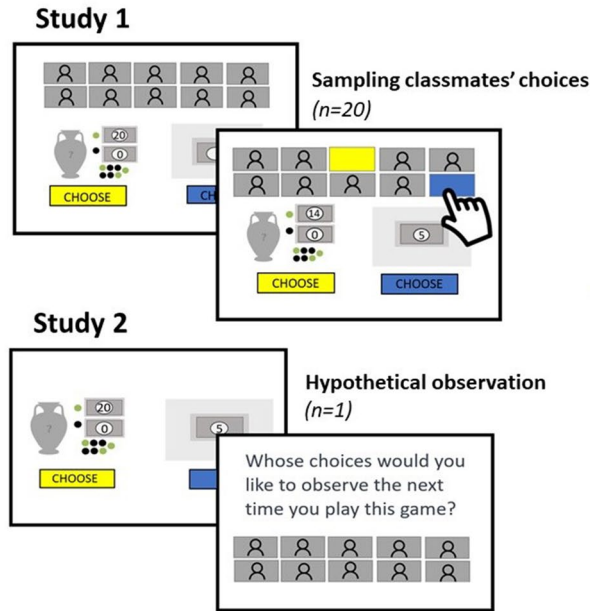 Study 1
Sampling classmates' choices
(n=20)
?
20
0
CHOOSE
CH
?
14
0
5
CHOOSE
CHOOSE
Study 2
Hypothetical observation
(n=1)
?
20
0
5
CHOOSE
Whose choices would you
like to observe the next
time you play this game?